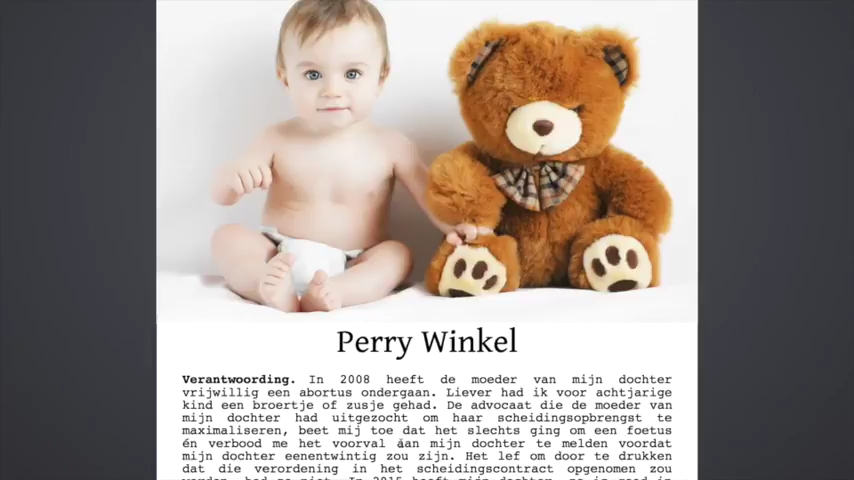 Perry Winkel
Verantwoording. In 2008 heeft de moeder van mijn dochter
vrijwillig een abortus ondergaan. Liever had ik voor achtjarige
kind een broertje of zusje gehad. De advocaat die de moeder van
mijn dochter had uitgezocht om haar scheidingsopbrengst te
maximaliseren, beet mij toe dat het slechts ging om een foetus
én verbood me het voorval áan mijn dochter te melden voordat
mijn dochter eenentwintig zou zijn. Het lef om door te drukken
dat die verordening in het scheidingscontract opgenomen zou